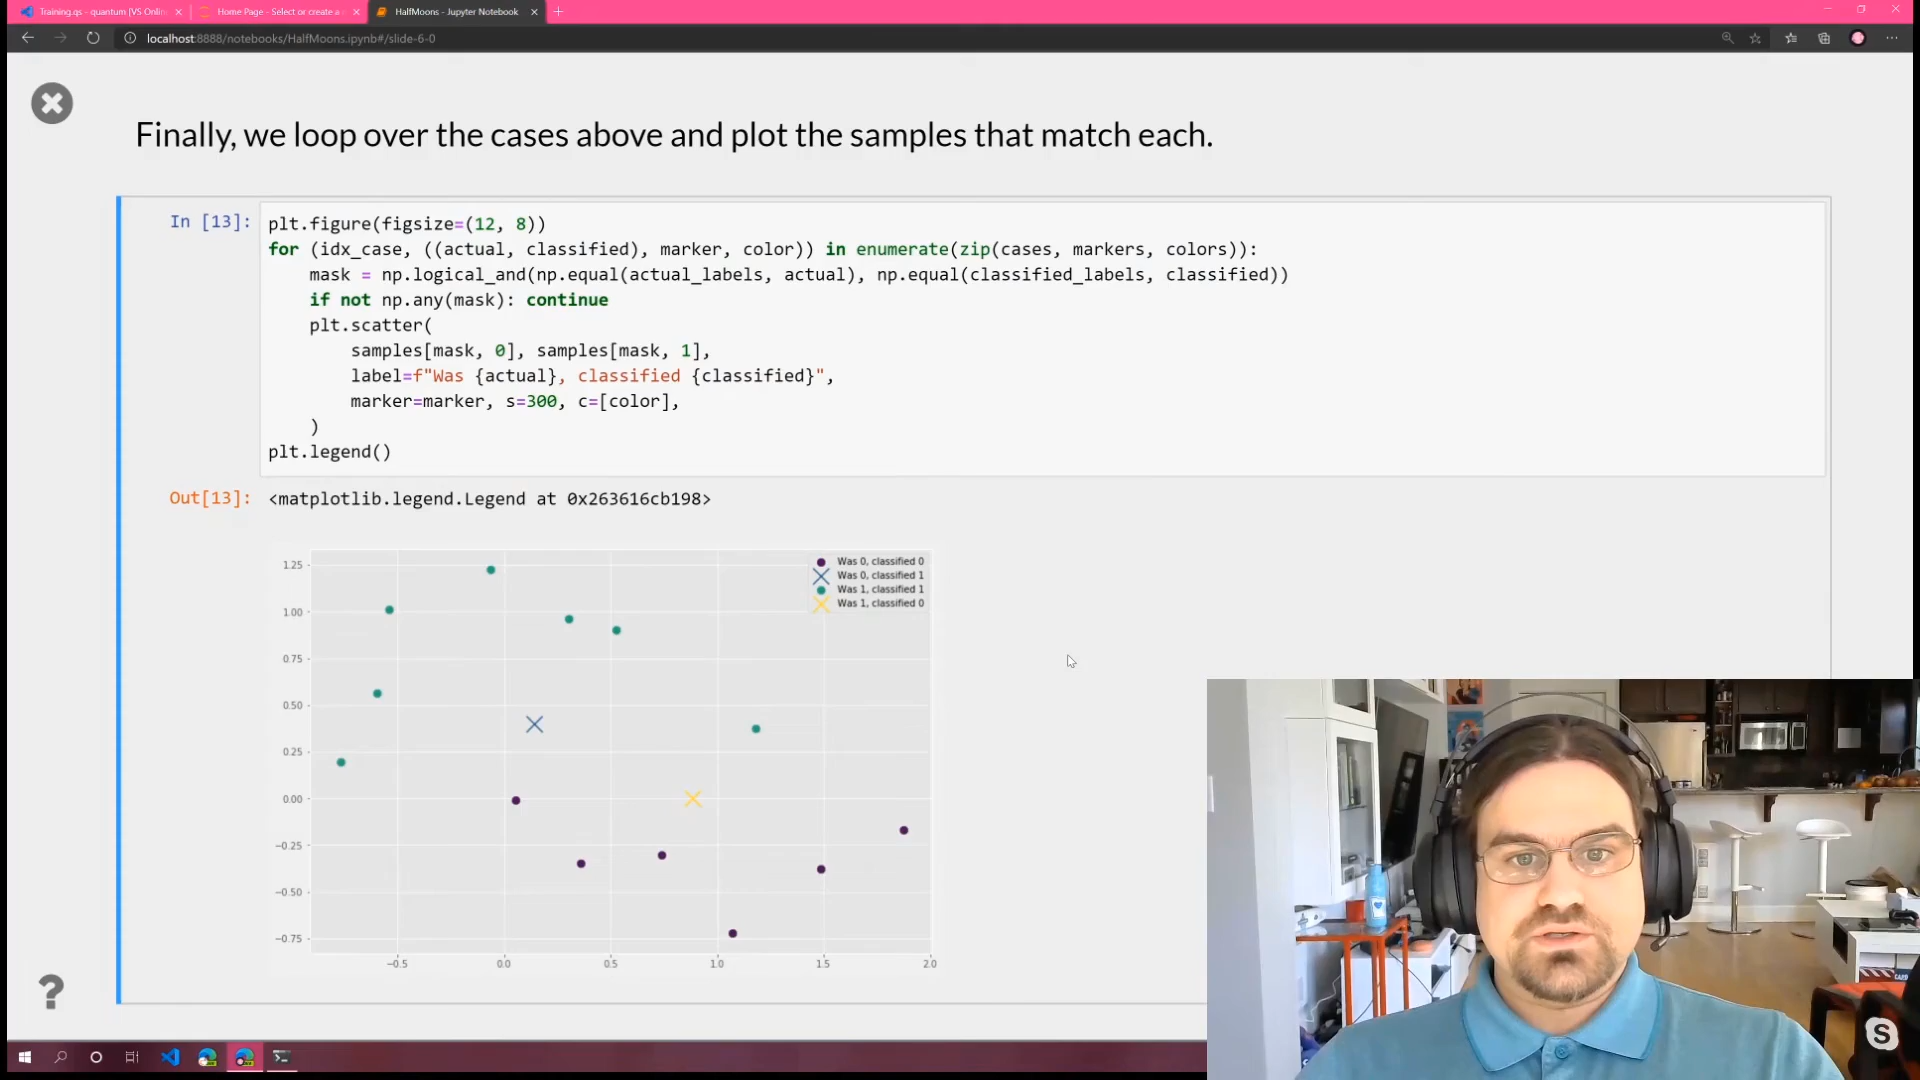 Training.qs - quantum [VS Onlin
Home Page - Select or create a
HalfMoons - Jupyter Notebook
localhost:8888/notebooks/HalfMoons.ipynb#/slide-6-0
Finally, we loop over the cases above and plot the samples that match each.
In [13]:
plt.figure(figsize=(12, 8))
for (idx_case, ((actual, classified), marker, color)) in enumerate(zip(cases, markers, colors)):
    mask = np.logical_and(np.equal(actual_labels, actual), np.equal(classified_labels, classified))
    if not np.any(mask): continue
    plt.scatter(
        samples[mask, 0], samples[mask, 1],
        label=f"Was {actual}, classified {classified}",
        marker=marker, s=300, c=[color],
    )
plt.legend()
Out[13]: <matplotlib.legend.Legend at 0x263616cb198>
Was 0, classified 0
Was 0, classified 1
Was 1, classified 1
Was 1, classified 0
1.25
1.00
0.75
0.50
0.25
0.00
−0.25
−0.50
−0.75
−0.5 0.0 0.5 1.0 1.5 2.0
?
S